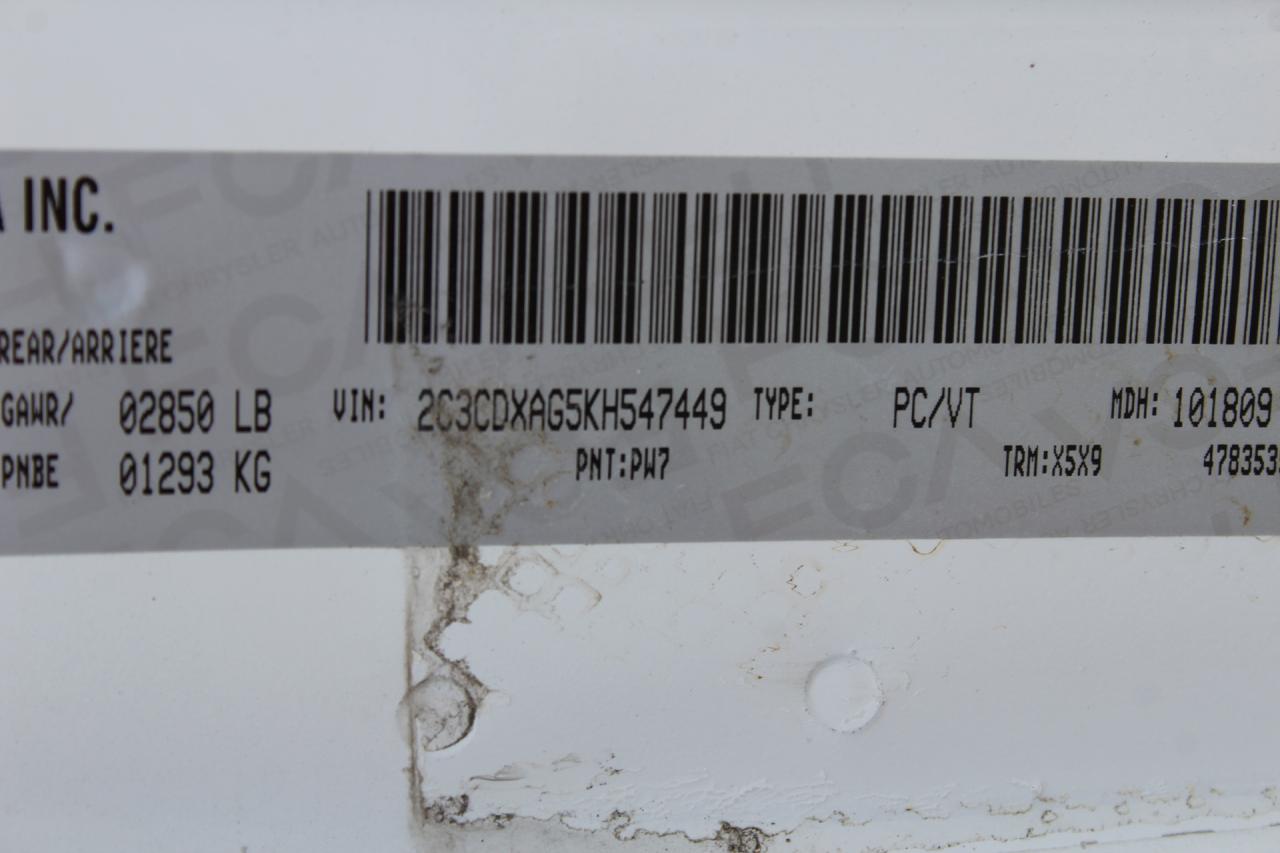 INC.
REAR/ARRIERE
GAWR/ 02850 LB VIN: 2C3CDXAG5KH547449 TYPE: PC/VT MDH: 101809
PNBE 01293 KG PNT:PW7 TRM:X5X9